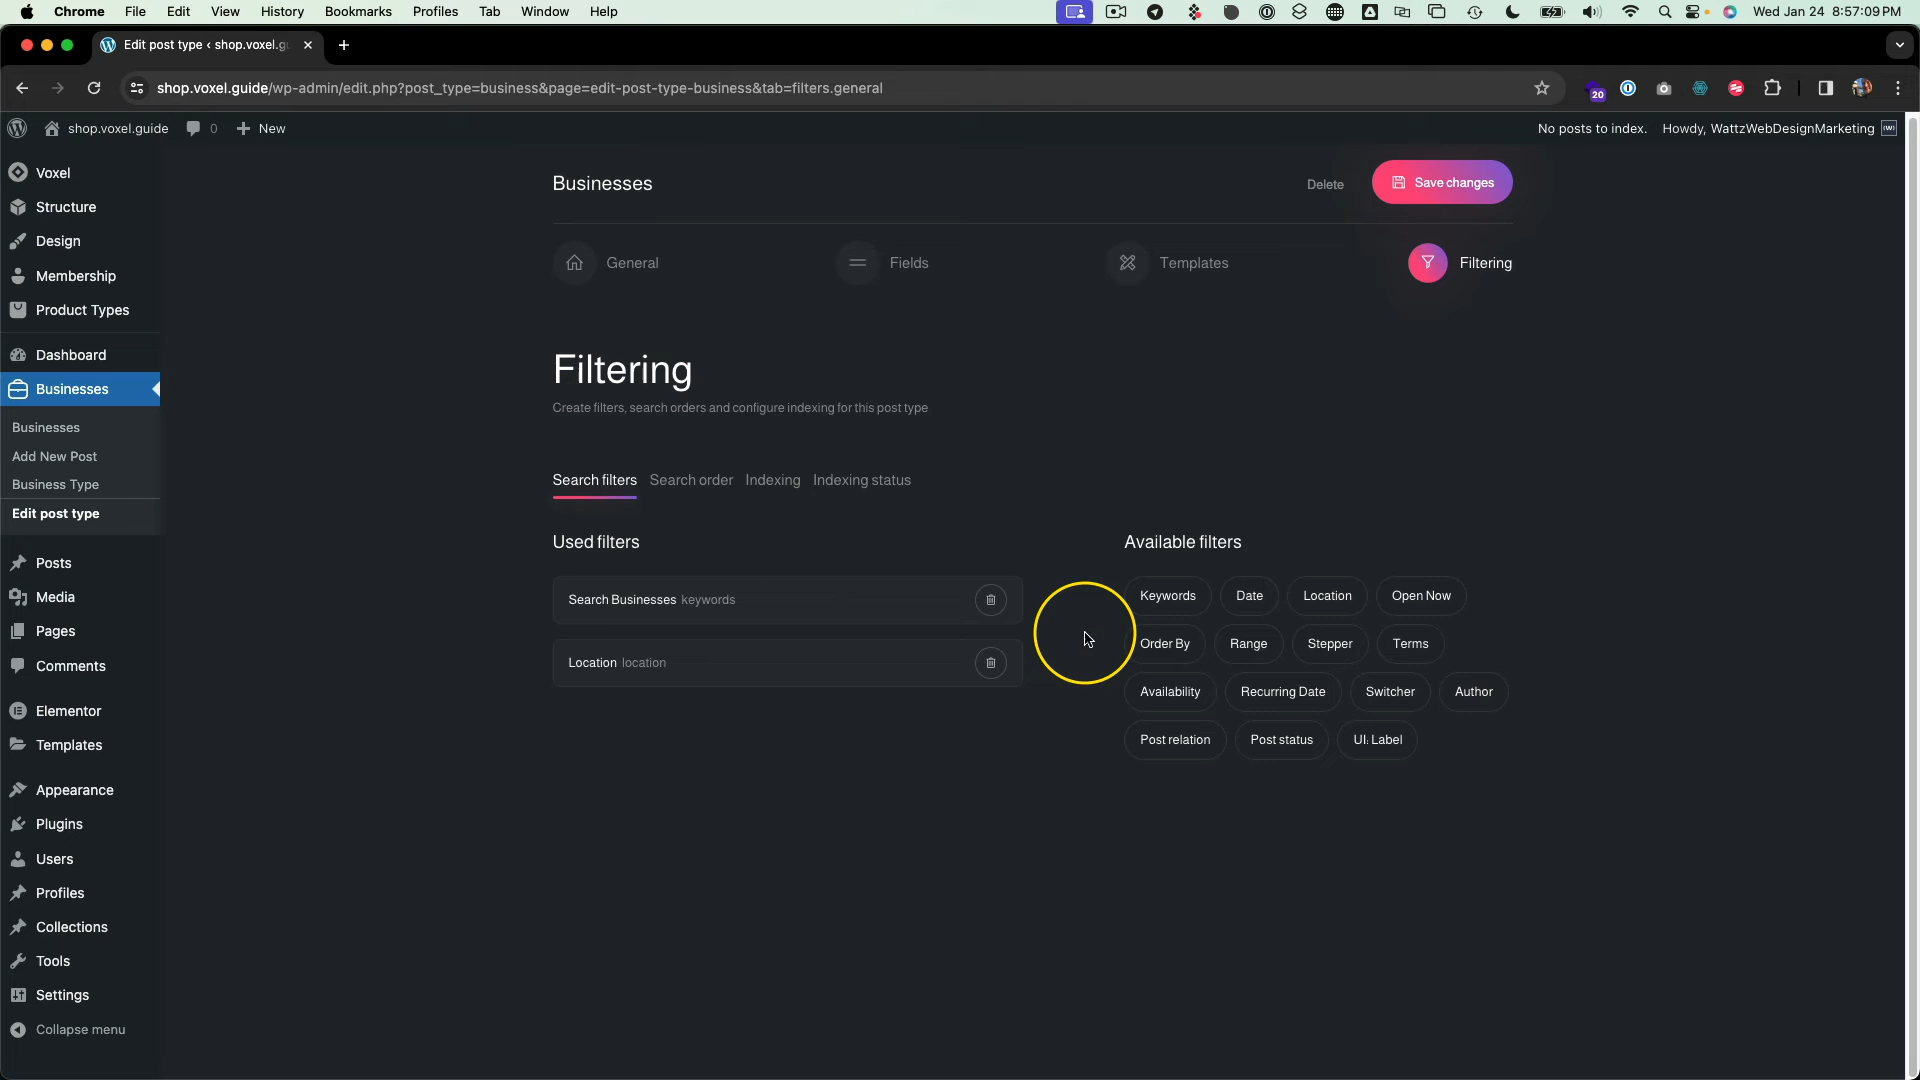 Chrome File Edit View History Bookmarks Profiles Tab Window Help Wed Jan 24 8:57:09 PM
Edit post type ‹ shop.voxel.gu
shop.voxel.guide/wp-admin/edit.php?post_type=business&page=edit-post-type-business&tab=filters.general 20
shop.voxel.guide 0 New No posts to index. Howdy, WattzWebDesignMarketing
Voxel
Structure
Design
Membership
Product Types
Dashboard
Businesses
Businesses
Add New Post
Business Type
Edit post type
Posts
Media
Pages
Comments
Elementor
Templates
Appearance
Plugins
Users
Profiles
Collections
Tools
Settings
Collapse menu
Businesses Delete Save changes
General Fields Templates Filtering
Filtering
Create filters, search orders and configure indexing for this post type
Search filters Search order Indexing Indexing status
Used filters
Search Businesses keywords
Location location
Available filters
Keywords Date Location Open Now
Order By Range Stepper Terms
Availability Recurring Date Switcher Author
Post relation Post status UI: Label